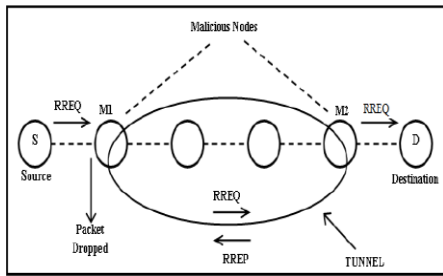 Malicious Nodes
RREQ
M1
M2
RREQ
S
D
Source
Destination
RREQ
Packet
Dropped
RREP
TUNNEL